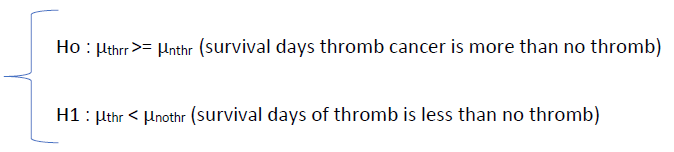 Ho : μthrr >= μnthr (survival days thromb cancer is more than no thromb)
H1 : μthr < μnothr (survival days of thromb is less than no thromb)